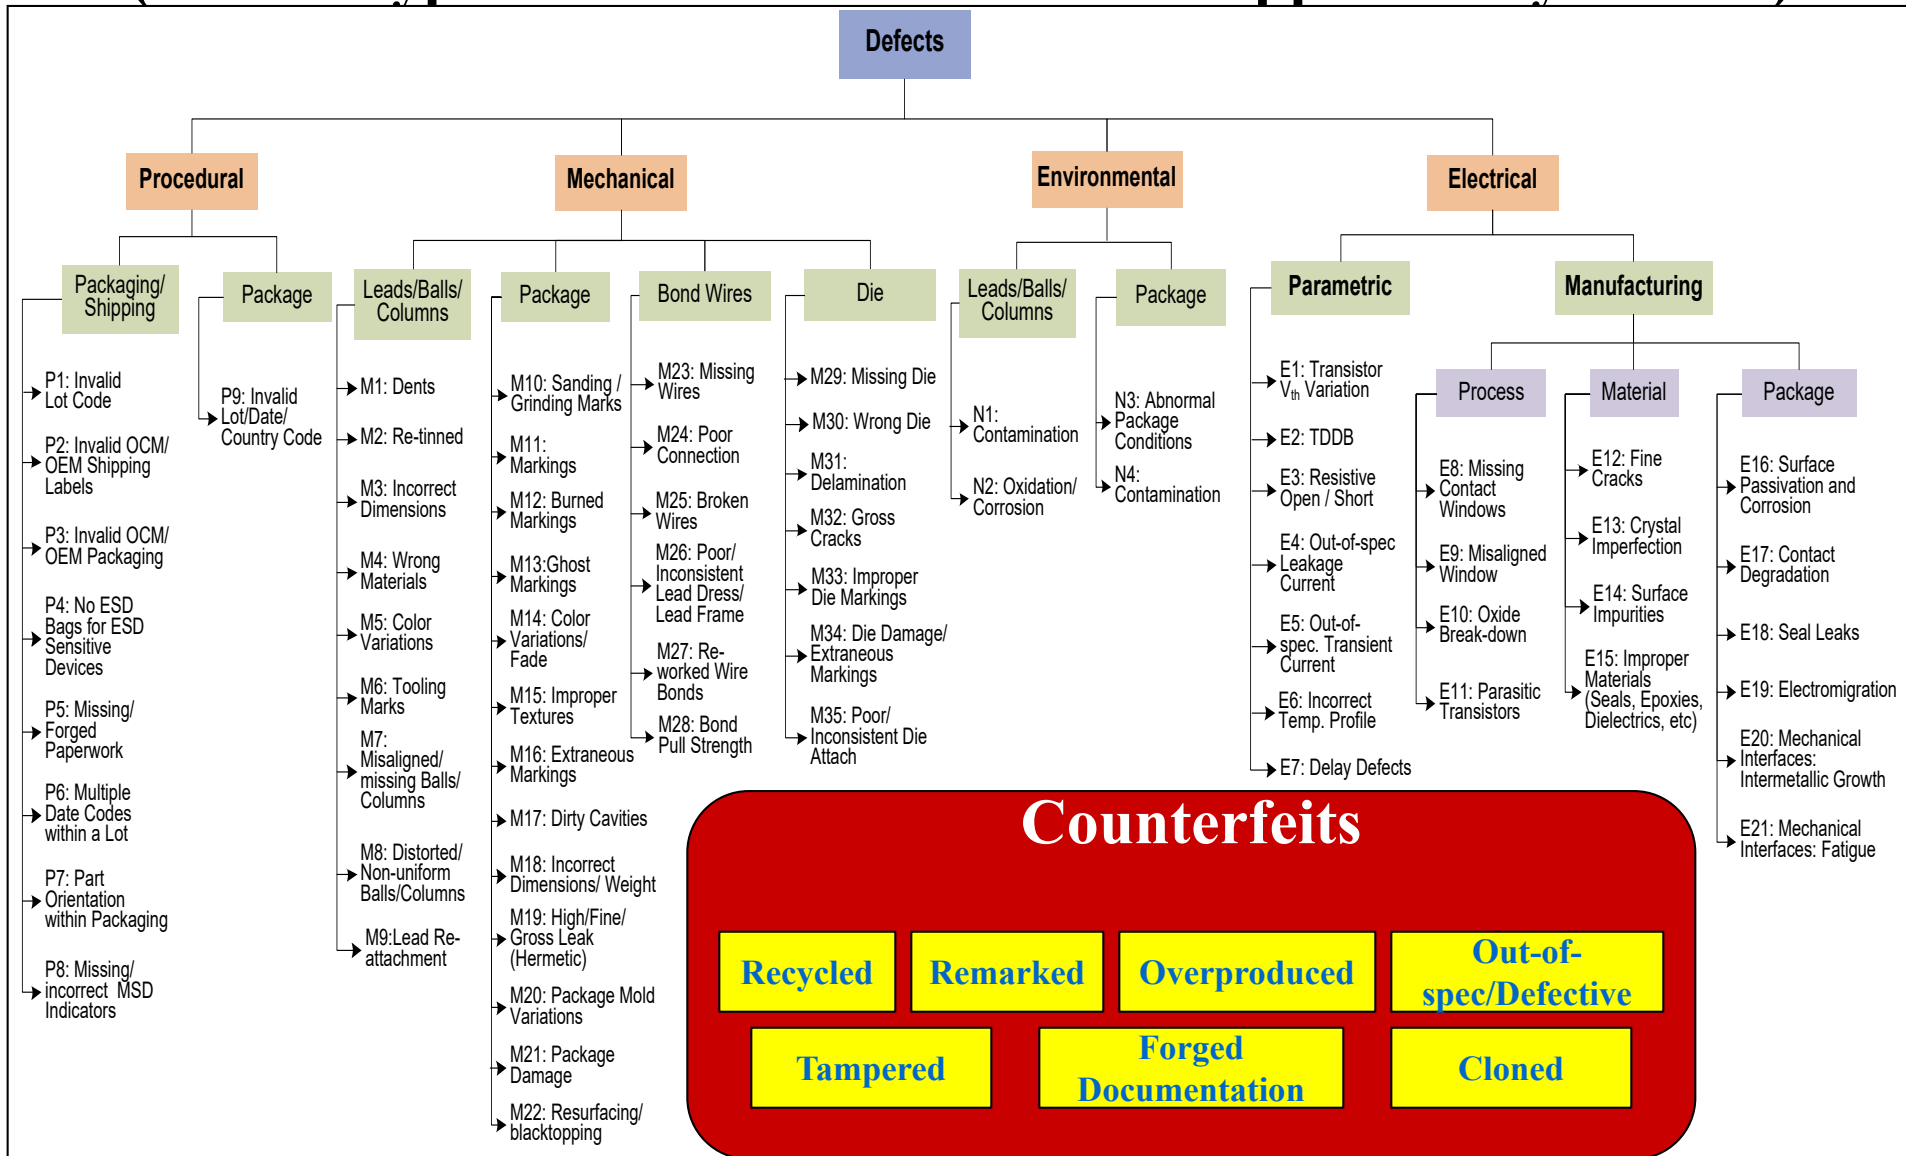 Defects
Procedural
Mechanical
Environmental
Electrical
Packaging/
Shipping
Package
Leads/Balls/
Columns
Package
Bond Wires
Die
Leads/Balls/
Columns
Package
Parametric
Manufacturing
Process
Material
Package
P1: Invalid
Lot Code
P2: Invalid OCM/
OEM Shipping
Labels
P3: Invalid OCM/
OEM Packaging
P4: No ESD
Bags for ESD
Sensitive
Devices
P5: Missing/
Forged
Paperwork
P6: Multiple
Date Codes
within a Lot
P7: Part
Orientation
within Packaging
P8: Missing/
incorrect MSD
Indicators
P9: Invalid
Lot/Date/
Country Code
M1: Dents
M2: Re-tinned
M3: Incorrect
Dimensions
M4: Wrong
Materials
M5: Color
Variations
M6: Tooling
Marks
M7:
Misaligned/
missing Balls/
Columns
M8: Distorted/
Non-uniform
Balls/Columns
M9:Lead Re-
attachment
M10: Sanding /
Grinding Marks
M11:
Markings
M12: Burned
Markings
M13:Ghost
Markings
M14: Color
Variations/
Fade
M15: Improper
Textures
M16: Extraneous
Markings
M17: Dirty Cavities
M18: Incorrect
Dimensions/ Weight
M19: High/Fine/
Gross Leak
(Hermetic)
M20: Package Mold
Variations
M21: Package
Damage
M22: Resurfacing/
blacktopping
M23: Missing
Wires
M24: Poor
Connection
M25: Broken
Wires
M26: Poor/
Inconsistent
Lead Dress/
Lead Frame
M27: Re-
worked Wire
Bonds
M28: Bond
Pull Strength
M29: Missing Die
M30: Wrong Die
M31:
Delamination
M32: Gross
Cracks
M33: Improper
Die Markings
M34: Die Damage/
Extraneous
Markings
M35: Poor/
Inconsistent Die
Attach
N1:
Contamination
N2: Oxidation/
Corrosion
N3: Abnormal
Package
Conditions
N4:
Contamination
E1: Transistor
Vth Variation
E2: TDDB
E3: Resistive
Open / Short
E4: Out-of-spec
Leakage
Current
E5: Out-of-
spec. Transient
Current
E6: Incorrect
Temp. Profile
E7: Delay Defects
E8: Missing
Contact
Windows
E9: Misaligned
Window
E10: Oxide
Break-down
E11: Parasitic
Transistors
E12: Fine
Cracks
E13: Crystal
Imperfection
E14: Surface
Impurities
E15: Improper
Materials
(Seals, Epoxies,
Dielectrics, etc)
E16: Surface
Passivation and
Corrosion
E17: Contact
Degradation
E18: Seal Leaks
E19: Electromigration
E20: Mechanical
Interfaces:
Intermetallic Growth
E21: Mechanical
Interfaces: Fatigue
Counterfeits
Recycled
Remarked
Overproduced
Out-of-
spec/Defective
Tampered
Forged
Documentation
Cloned